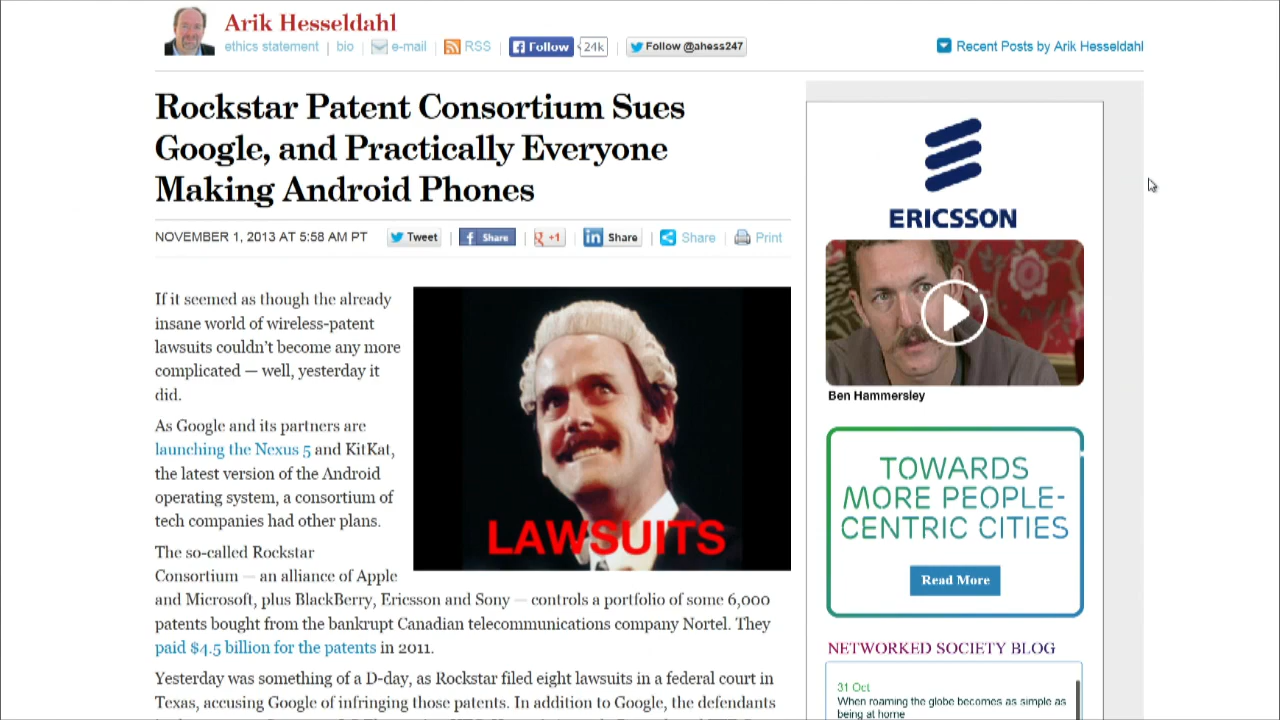 Arik Hesseldahl
ethics statement | bio | e-mail | RSS | Follow 24k | Follow @ahess247
Recent Posts by Arik Hesseldahl
Rockstar Patent Consortium Sues
Google, and Practically Everyone
Making Android Phones
NOVEMBER 1, 2013 AT 5:58 AM PT Tweet | Share | +1 | Share | Share | Print
If it seemed as though the already
insane world of wireless-patent
lawsuits couldn't become any more
complicated — well, yesterday it
did.
As Google and its partners are
launching the Nexus 5 and KitKat,
the latest version of the Android
operating system, a consortium of
tech companies had other plans.
The so-called Rockstar
Consortium — an alliance of Apple
and Microsoft, plus BlackBerry, Ericsson and Sony — controls a portfolio of some 6,000
patents bought from the bankrupt Canadian telecommunications company Nortel. They
paid $4.5 billion for the patents in 2011.
Yesterday was something of a D-day, as Rockstar filed eight lawsuits in a federal court in
Texas, accusing Google of infringing those patents. In addition to Google, the defendants
LAWSUITS
ERICSSON
Ben Hammersley
TOWARDS
MORE PEOPLE-
CENTRIC CITIES
Read More
NETWORKED SOCIETY BLOG
31 Oct
When roaming the globe becomes as simple as
being at home